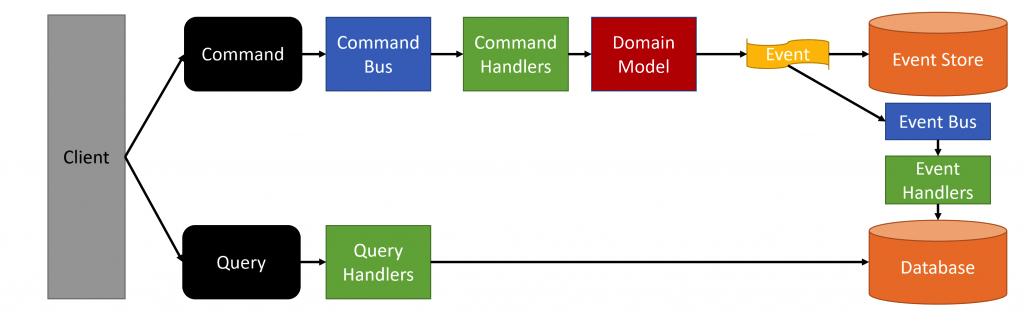 Client
Command
Command
Bus
Command
Handlers
Domain
Model
Event
Event Store
Event Bus
Event
Handlers
Query
Query
Handlers
Database